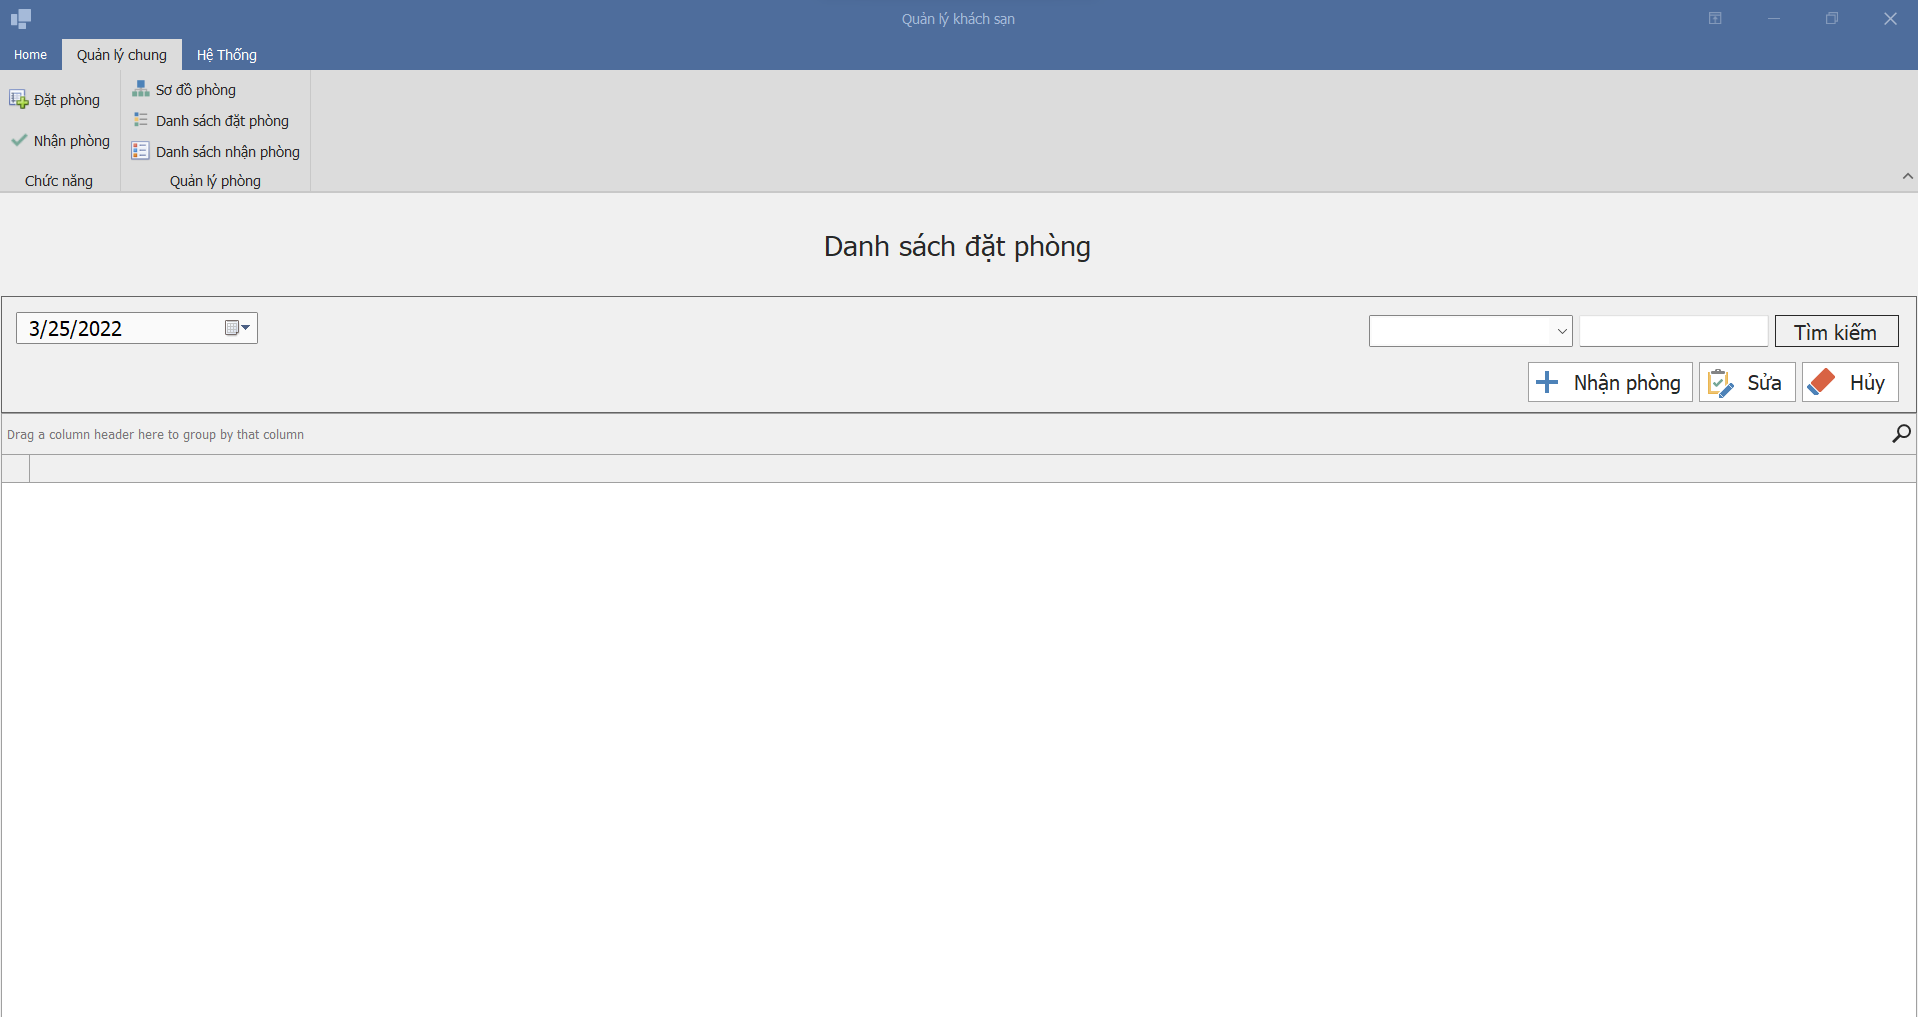 Quản lý khách sạn
Home
Quản lý chung
Hệ Thống
Đặt phòng
Nhận phòng
Chức năng
Sơ đồ phòng
Danh sách đặt phòng
Danh sách nhận phòng
Quản lý phòng
Danh sách đặt phòng
3/25/2022
Tìm kiếm
Nhận phòng
Sửa
Hủy
Drag a column header here to group by that column